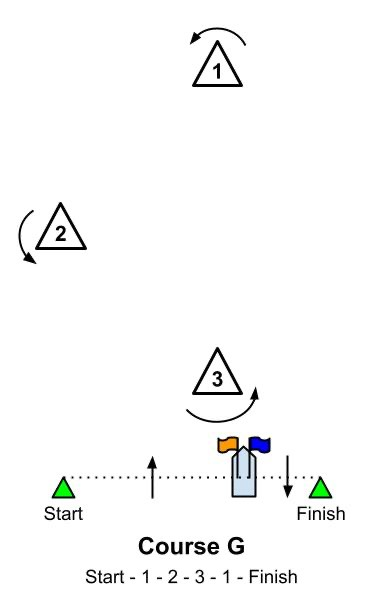 1
2
3
Start
Finish
Course G
Start - 1 - 2 - 3 - 1 - Finish